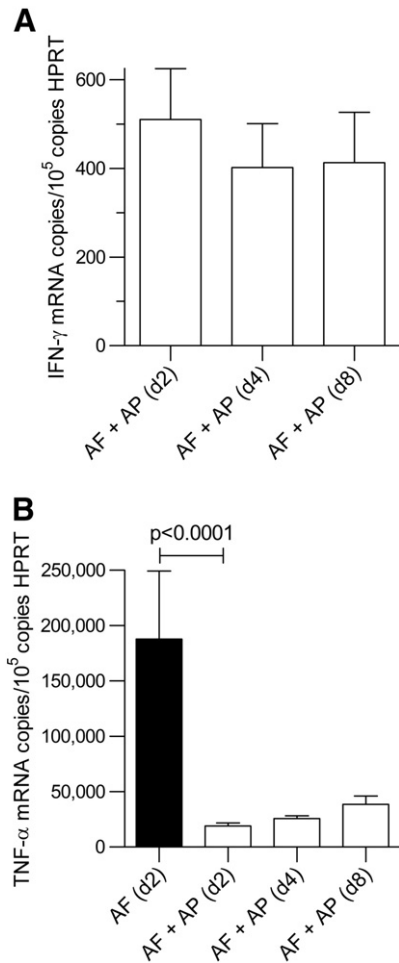 A
IFN-γ mRNA copies/10⁵ copies HPRT
600
400
200
0
AF + AP (d2)
AF + AP (d4)
AF + AP (d8)
B
p<0.0001
TNF-α mRNA copies/10⁵ copies HPRT
250,000
200,000
150,000
100,000
50,000
0
AF (d2)
AF + AP (d2)
AF + AP (d4)
AF + AP (d8)